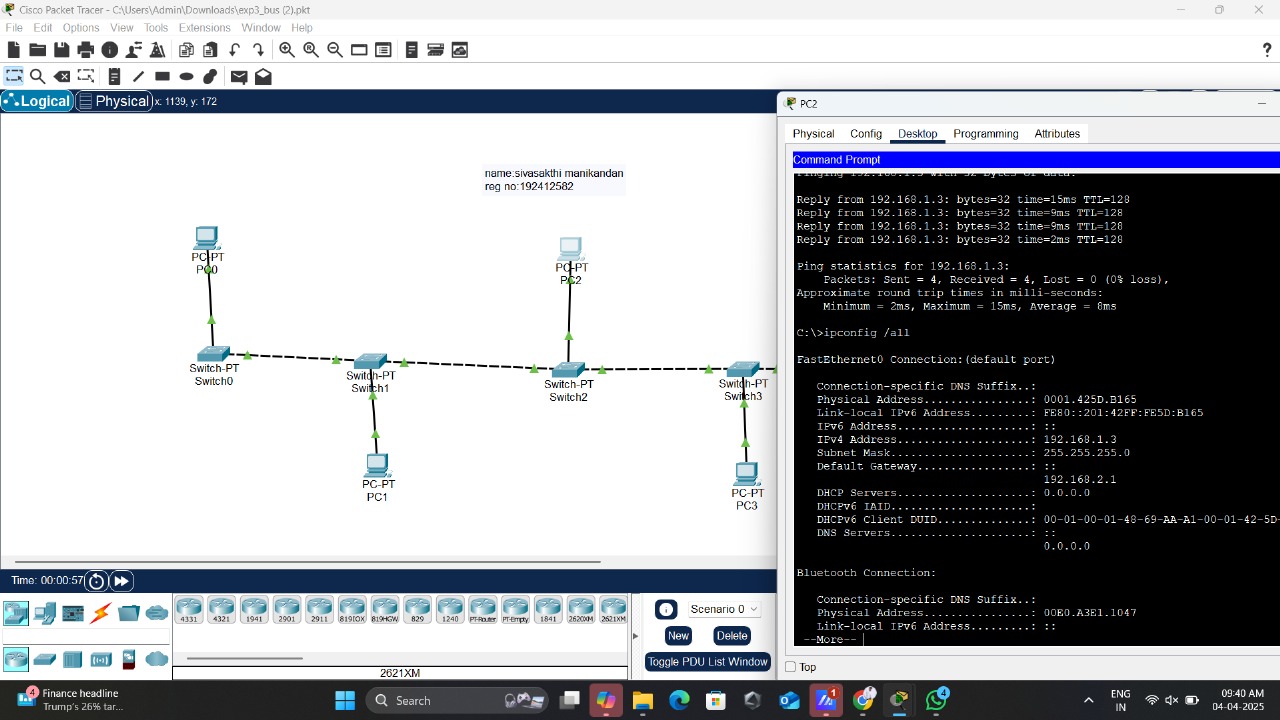 Cisco Packet Tracer - C:\Users\Admin\Downloads\exp3_bus (2).pkt
File Edit Options View Tools Extensions Window Help
Logical Physical x: 1139, y: 172
name:sivasakthi manikandan
reg no:192412582
PC-PT
PC0
PC-PT
PC2
Switch-PT
Switch0
Switch-PT
Switch1
Switch-PT
Switch2
Switch-PT
Switch3
PC-PT
PC1
PC-PT
PC3
PC2
Physical Config Desktop Programming Attributes
Command Prompt
Pinging 192.168.1.3 with 32 bytes of data:
Reply from 192.168.1.3: bytes=32 time=15ms TTL=128
Reply from 192.168.1.3: bytes=32 time=9ms TTL=128
Reply from 192.168.1.3: bytes=32 time=9ms TTL=128
Reply from 192.168.1.3: bytes=32 time=2ms TTL=128
Ping statistics for 192.168.1.3:
Packets: Sent = 4, Received = 4, Lost = 0 (0% loss),
Approximate round trip times in milli-seconds:
Minimum = 2ms, Maximum = 15ms, Average = 8ms
C:\>ipconfig /all
FastEthernet0 Connection:(default port)
Connection-specific DNS Suffix..:
Physical Address................: 0001.425D.B165
Link-local IPv6 Address.........: FE80::201:42FF:FE5D:B165
IPv6 Address....................: ::
IPv4 Address....................: 192.168.1.3
Subnet Mask.....................: 255.255.255.0
Default Gateway.................: ::
192.168.2.1
DHCP Servers....................: 0.0.0.0
DHCPv6 IAID.....................:
DHCPv6 Client DUID..............: 00-01-00-01-48-69-AA-A1-00-01-42-5D-
DNS Servers.....................: ::
0.0.0.0
Bluetooth Connection:
Connection-specific DNS Suffix..:
Physical Address................: 00E0.A3E1.1047
Link-local IPv6 Address.........: ::
--More--
Top
Time: 00:00:57
4331 4321 1941 2901 2911 819IOX 819HGW 829 1240 PT-Router PT-Empty 1841 2620XM 2621XM
2621XM
Scenario 0
New Delete
Toggle PDU List Window
4
Finance headline
Trump's 26% tar...
Search
1
4
ENG
IN
09:40 AM
04-04-2025